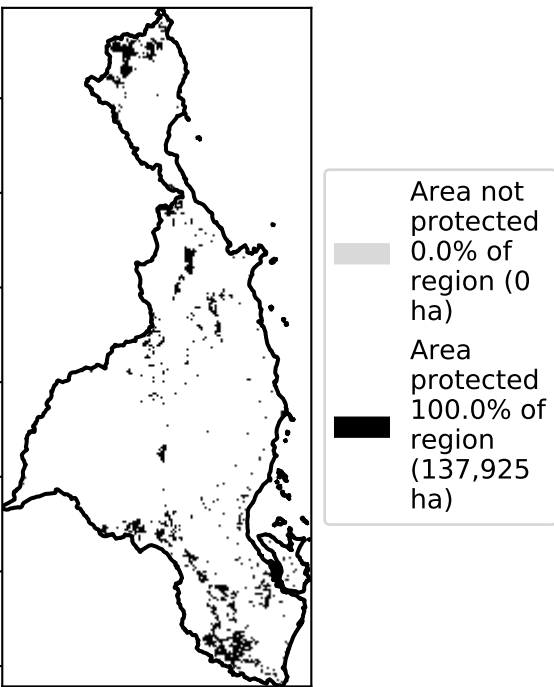 Area not
protected
0.0% of
region (0
ha)
Area
protected
100.0% of
region
(137,925
ha)